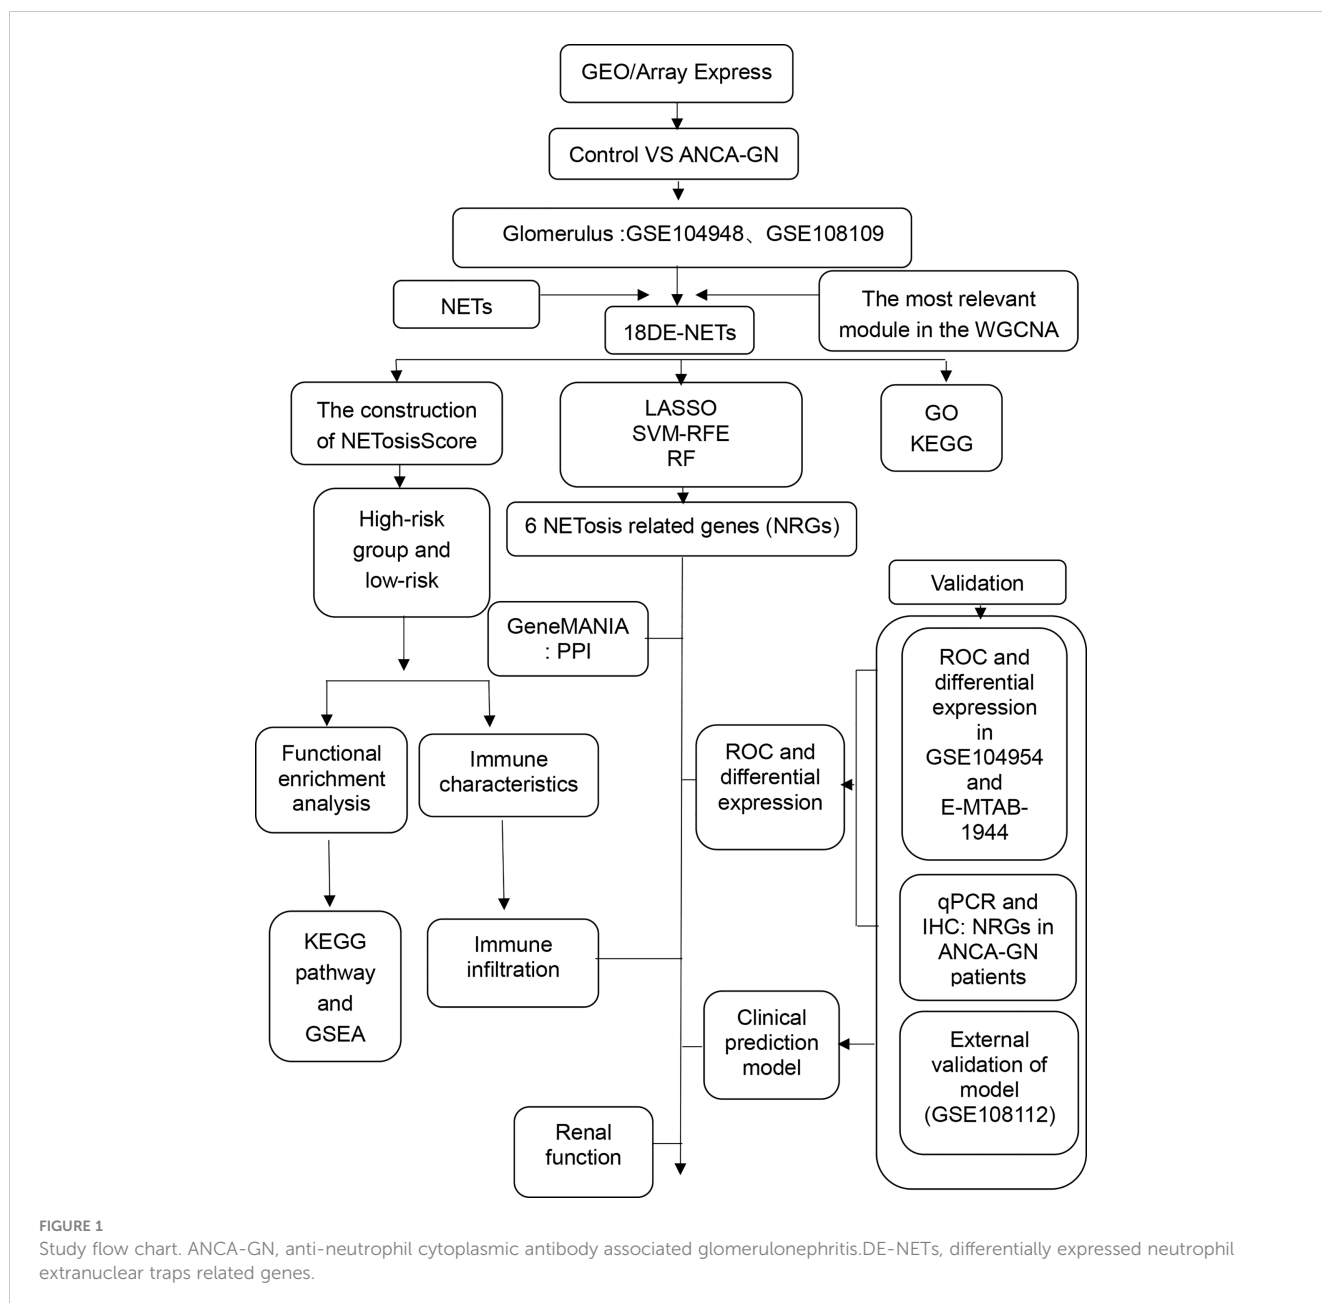 GEO/Array Express
Control VS ANCA-GN
Glomerulus :GSE104948、GSE108109
NETs
The most relevant
module in the WGCNA
18DE-NETs
The construction
of NETosisScore
LASSO
SVM-RFE
RF
GO
KEGG
High-risk
group and
low-risk
6 NETosis related genes (NRGs)
Validation
GeneMANIA
: PPI
ROC and
differential
expression
in
GSE104954
and
E-MTAB-
1944
Functional
enrichment
analysis
Immune
characteristics
ROC and
differential
expression
qPCR and
IHC: NRGs in
ANCA-GN
patients
KEGG
pathway
and
GSEA
Immune
infiltration
Clinical
prediction
model
External
validation of
model
(GSE108112)
Renal
function
FIGURE 1
Study flow chart. ANCA-GN, anti-neutrophil cytoplasmic antibody associated glomerulonephritis.DE-NETs, differentially expressed neutrophil
extranuclear traps related genes.